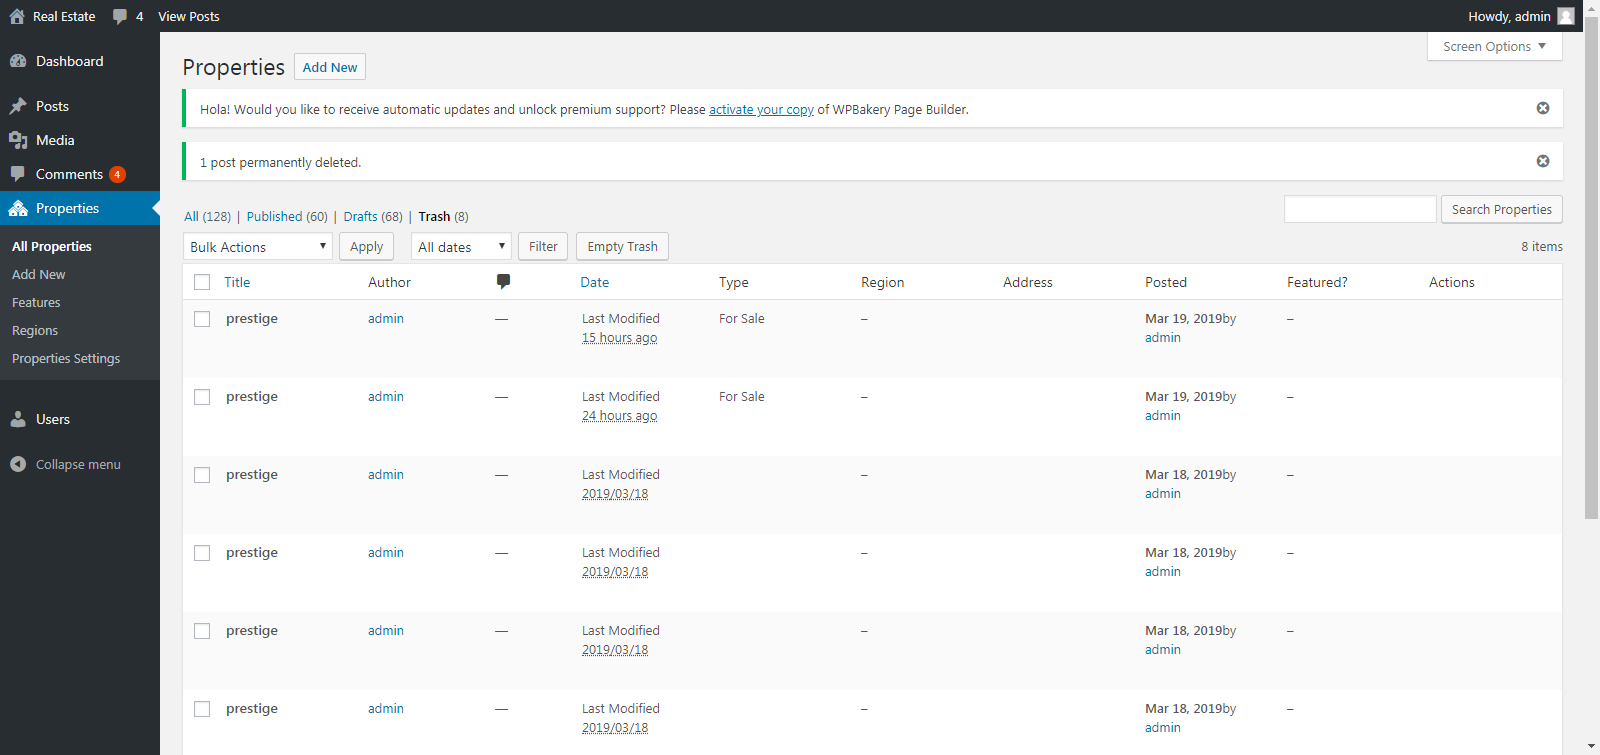 Real Estate 4 View Posts Howdy, admin
Screen Options
Dashboard
Posts
Media
Comments 4
Properties
All Properties
Add New
Features
Regions
Properties Settings
Users
Collapse menu
Properties Add New
Hola! Would you like to receive automatic updates and unlock premium support? Please activate your copy of WPBakery Page Builder.
1 post permanently deleted.
All (128) | Published (60) | Drafts (68) | Trash (8)
Search Properties
Bulk Actions Apply All dates Filter Empty Trash 8 items
Title Author Date Type Region Address Posted Featured? Actions
prestige admin — Last Modified For Sale – Mar 19, 2019by –
15 hours ago admin
prestige admin — Last Modified For Sale – Mar 19, 2019by –
24 hours ago admin
prestige admin — Last Modified – Mar 18, 2019by –
2019/03/18 admin
prestige admin — Last Modified – Mar 18, 2019by –
2019/03/18 admin
prestige admin — Last Modified – Mar 18, 2019by –
2019/03/18 admin
prestige admin — Last Modified – Mar 18, 2019by –
2019/03/18 admin